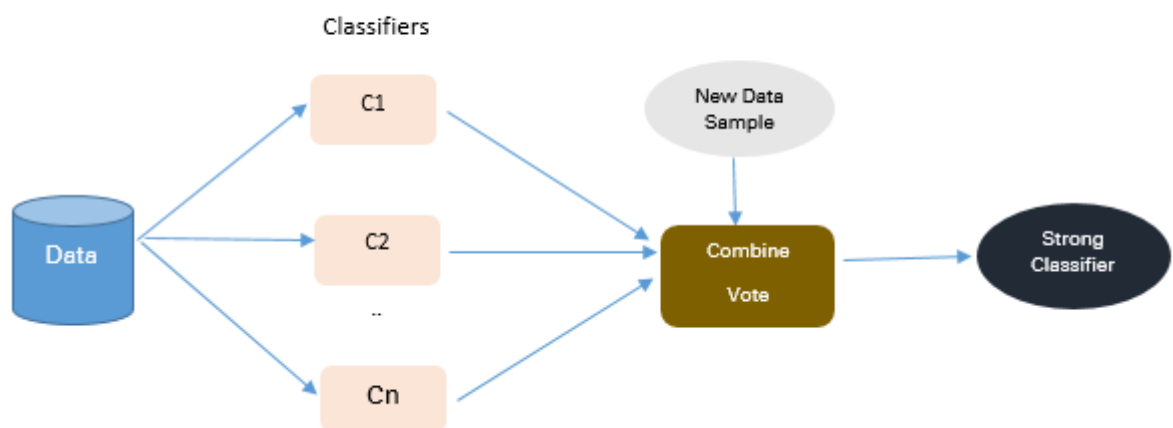 Classifiers
C1
New Data
Sample
Data
C2
Combine
Vote
Strong
Classifier
..
Cn